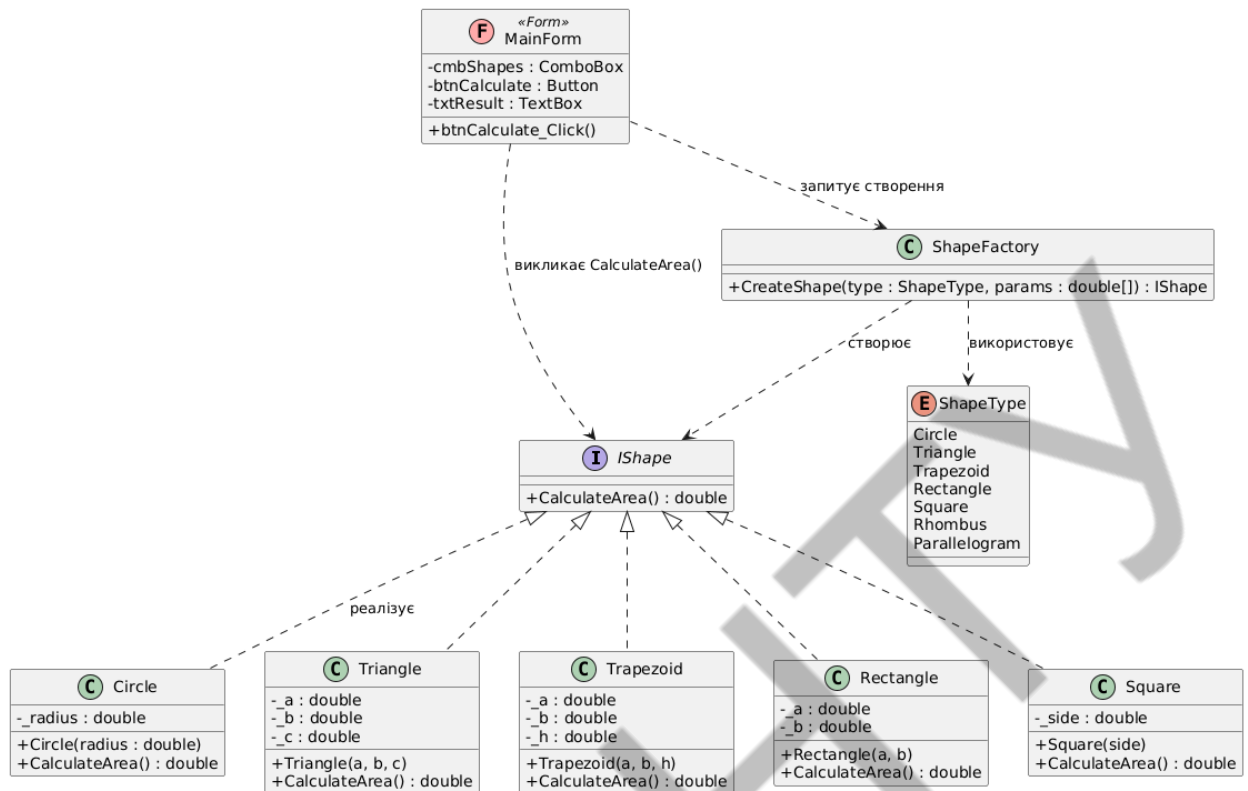 F
«Form»
MainForm
-cmbShapes : ComboBox
-btnCalculate : Button
-txtResult : TextBox
+btnCalculate_Click()
запитує створення
викликає CalculateArea()
C ShapeFactory
+CreateShape(type : ShapeType, params : double[]) : IShape
створює
використовує
E ShapeType
Circle
Triangle
Trapezoid
Rectangle
Square
Rhombus
Parallelogram
I IShape
+CalculateArea() : double
реалізує
C Circle
-_radius : double
+Circle(radius : double)
+CalculateArea() : double
C Triangle
-_a : double
-_b : double
-_c : double
+Triangle(a, b, c)
+CalculateArea() : double
C Trapezoid
-_a : double
-_b : double
-_h : double
+Trapezoid(a, b, h)
+CalculateArea() : double
C Rectangle
-_a : double
-_b : double
+Rectangle(a, b)
+CalculateArea() : double
C Square
-_side : double
+Square(side)
+CalculateArea() : double